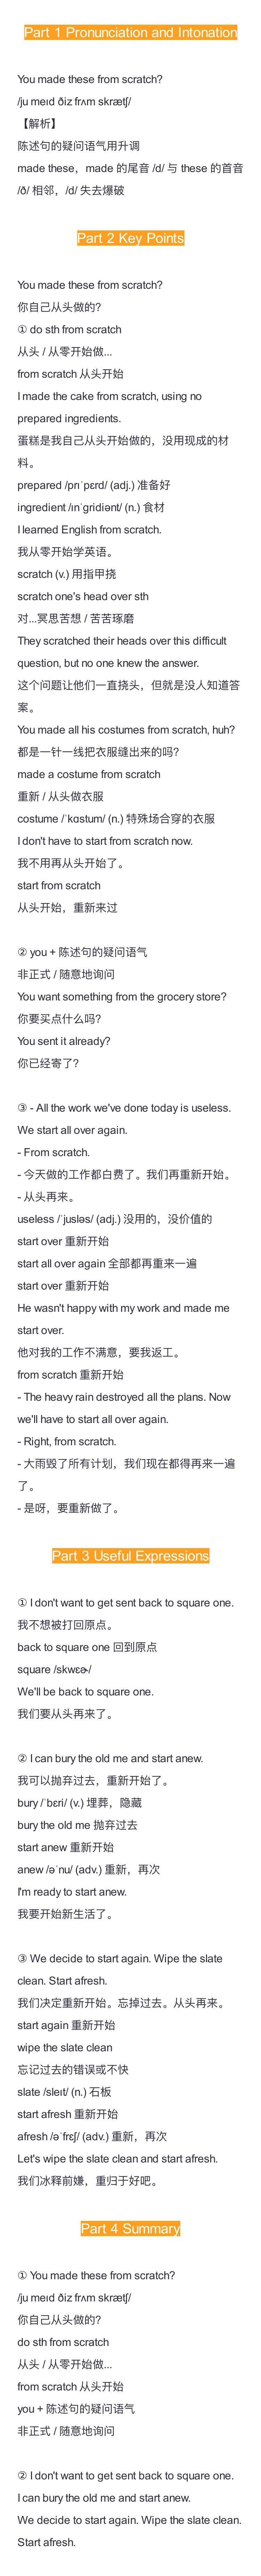 Part 1 Pronunciation and Intonation
You made these from scratch?
/ju meɪd ðiz frʌm skrætʃ/
【解析】
陈述句的疑问语气用升调
made these，made 的尾音 /d/ 与 these 的首音
/ð/ 相邻，/d/ 失去爆破
Part 2 Key Points
You made these from scratch?
你自己从头做的?
① do sth from scratch
从头 / 从零开始做...
from scratch 从头开始
I made the cake from scratch, using no
prepared ingredients.
蛋糕是我自己从头开始做的，没用现成的材
料。
prepared /prɪˈpɛrd/ (adj.) 准备好
ingredient /ɪnˈgridiənt/ (n.) 食材
I learned English from scratch.
我从零开始学英语。
scratch (v.) 用指甲挠
scratch one's head over sth
对...冥思苦想 / 苦苦琢磨
They scratched their heads over this difficult
question, but no one knew the answer.
这个问题让他们一直挠头，但就是没人知道答
案。
You made all his costumes from scratch, huh?
都是一针一线把衣服缝出来的吗?
made a costume from scratch
重新 / 从头做衣服
costume /ˈkɑstum/ (n.) 特殊场合穿的衣服
I don't have to start from scratch now.
我不用再从头开始了。
start from scratch
从头开始，重新来过
② you + 陈述句的疑问语气
非正式 / 随意地询问
You want something from the grocery store?
你要买点什么吗?
You sent it already?
你已经寄了?
③ - All the work we've done today is useless.
We start all over again.
- From scratch.
- 今天做的工作都白费了。我们再重新开始。
- 从头再来。
useless /ˈjusləs/ (adj.) 没用的，没价值的
start over 重新开始
start all over again 全部都再重来一遍
start over 重新开始
He wasn't happy with my work and made me
start over.
他对我的工作不满意，要我返工。
from scratch 重新开始
- The heavy rain destroyed all the plans. Now
we'll have to start all over again.
- Right, from scratch.
- 大雨毁了所有计划，我们现在都得再来一遍
了。
- 是呀，要重新做了。
Part 3 Useful Expressions
① I don't want to get sent back to square one.
我不想被打回原点。
back to square one 回到原点
square /skwɛɚ/
We'll be back to square one.
我们要从头再来了。
② I can bury the old me and start anew.
我可以抛弃过去，重新开始了。
bury /ˈbɛri/ (v.) 埋葬，隐藏
bury the old me 抛弃过去
start anew 重新开始
anew /əˈnu/ (adv.) 重新，再次
I'm ready to start anew.
我要开始新生活了。
③ We decide to start again. Wipe the slate
clean. Start afresh.
我们决定重新开始。忘掉过去。从头再来。
start again 重新开始
wipe the slate clean
忘记过去的错误或不快
slate /sleɪt/ (n.) 石板
start afresh 重新开始
afresh /əˈfrɛʃ/ (adv.) 重新，再次
Let's wipe the slate clean and start afresh.
我们冰释前嫌，重归于好吧。
Part 4 Summary
① You made these from scratch?
/ju meɪd ðiz frʌm skrætʃ/
你自己从头做的?
do sth from scratch
从头 / 从零开始做...
from scratch 从头开始
you + 陈述句的疑问语气
非正式 / 随意地询问
② I don't want to get sent back to square one.
I can bury the old me and start anew.
We decide to start again. Wipe the slate clean.
Start afresh.